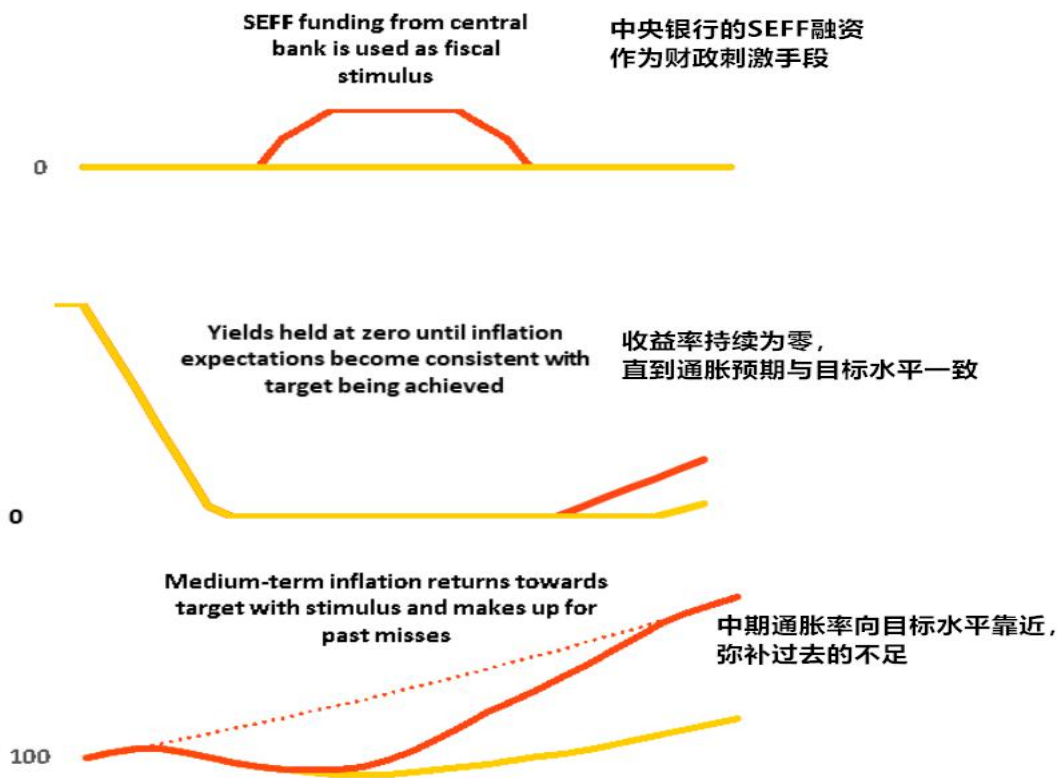 SEFF funding from central
bank is used as fiscal
stimulus
中央银行的SEFF融资
作为财政刺激手段
0
Yields held at zero until inflation
expectations become consistent with
target being achieved
收益率持续为零，
直到通胀预期与目标水平一致
0
Medium-term inflation returns towards
target with stimulus and makes up for
past misses
中期通胀率向目标水平靠近，
弥补过去的不足
100